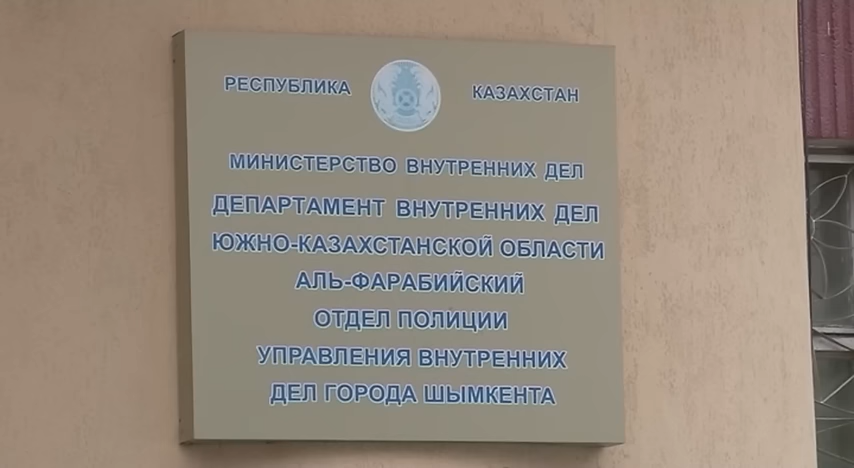 РЕСПУБЛИКА КАЗАХСТАН
МИНИСТЕРСТВО ВНУТРЕННИХ ДЕЛ
ДЕПАРТАМЕНТ ВНУТРЕННИХ ДЕЛ
ЮЖНО-КАЗАХСТАНСКОЙ ОБЛАСТИ
АЛЬ-ФАРАБИЙСКИЙ
ОТДЕЛ ПОЛИЦИИ
УПРАВЛЕНИЯ ВНУТРЕННИХ
ДЕЛ ГОРОДА ШЫМКЕНТА